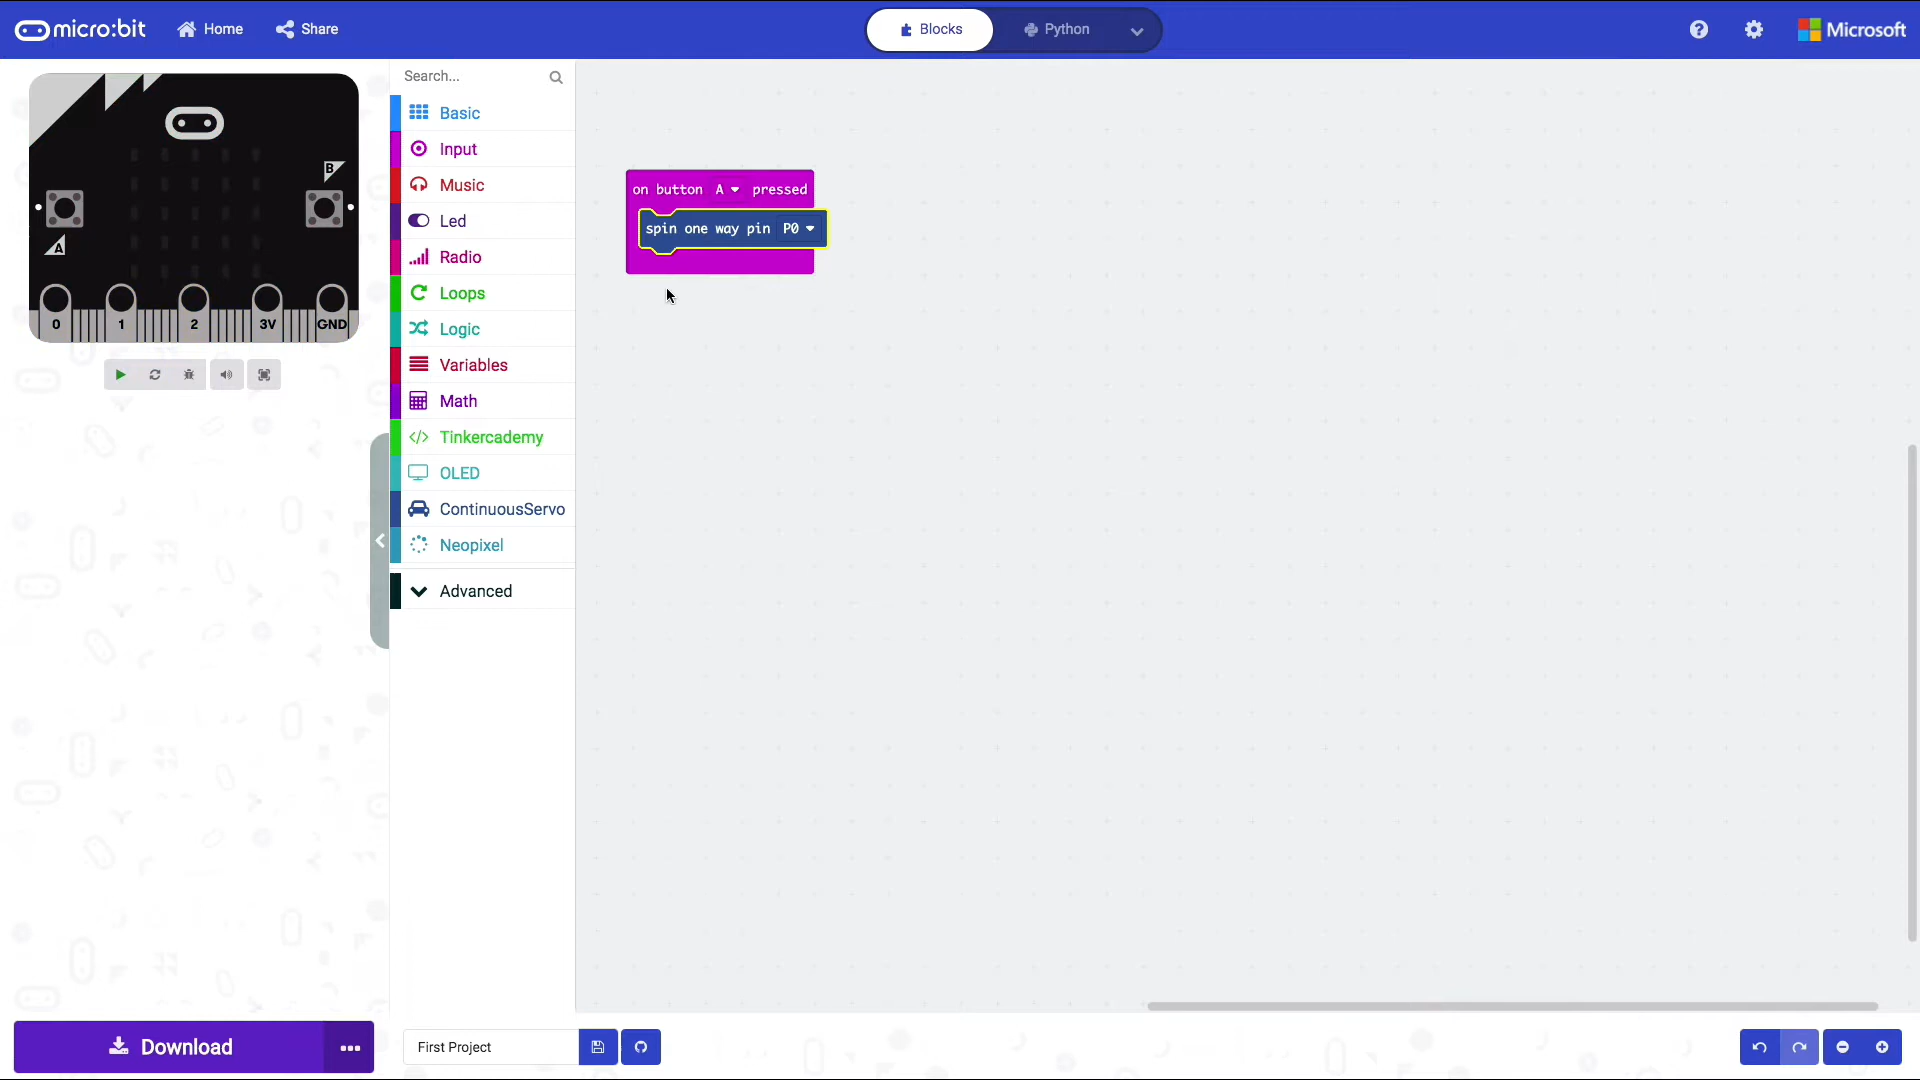 micro:bit
Home
Share
Blocks
Python
Microsoft
B
A
0
1
2
3V
GND
Search...
Basic
Input
Music
Led
Radio
Loops
Logic
Variables
Math
Tinkercademy
OLED
ContinuousServo
Neopixel
Advanced
on button A pressed
spin one way pin P0
Download
First Project